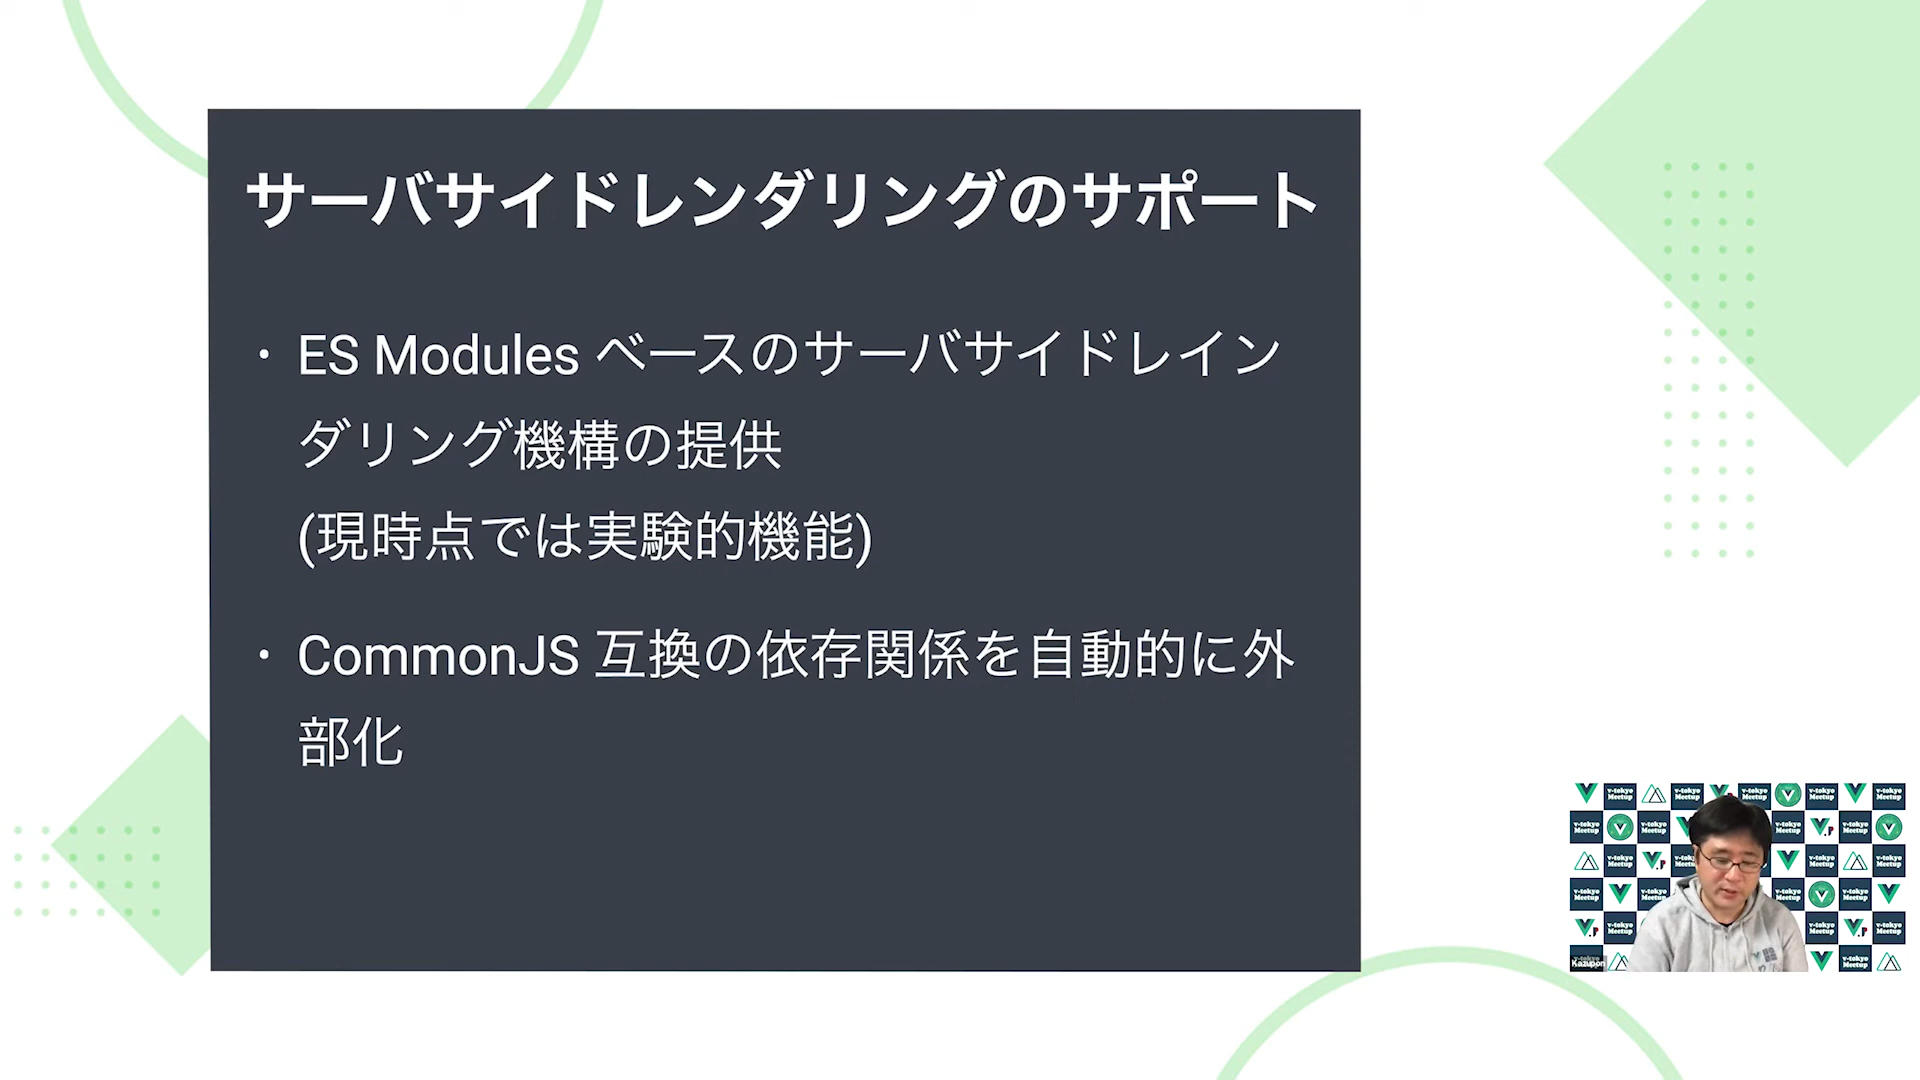 サーバサイドレンダリングのサポート
・ES Modules ベースのサーバサイドレイン
ダリング機構の提供
(現時点では実験的機能)
・CommonJS 互換の依存関係を自動的に外
部化
v-tokyo
Meetup
Kazupon